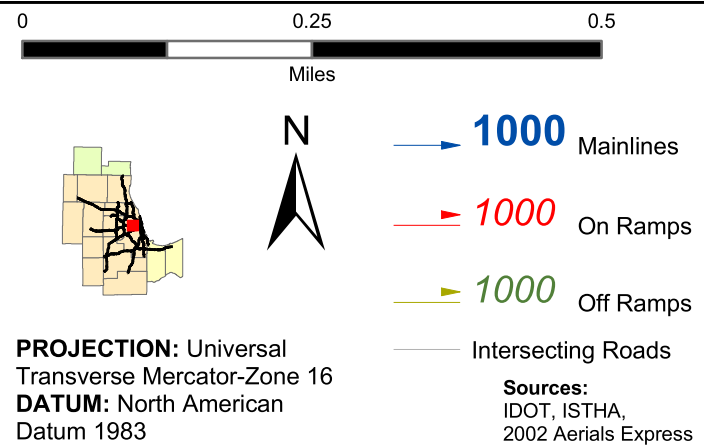 0 0.25 0.5
Miles
N
1000 Mainlines
1000 On Ramps
1000 Off Ramps
Intersecting Roads
PROJECTION: Universal
Transverse Mercator-Zone 16
DATUM: North American
Datum 1983
Sources:
IDOT, ISTHA,
2002 Aerials Express